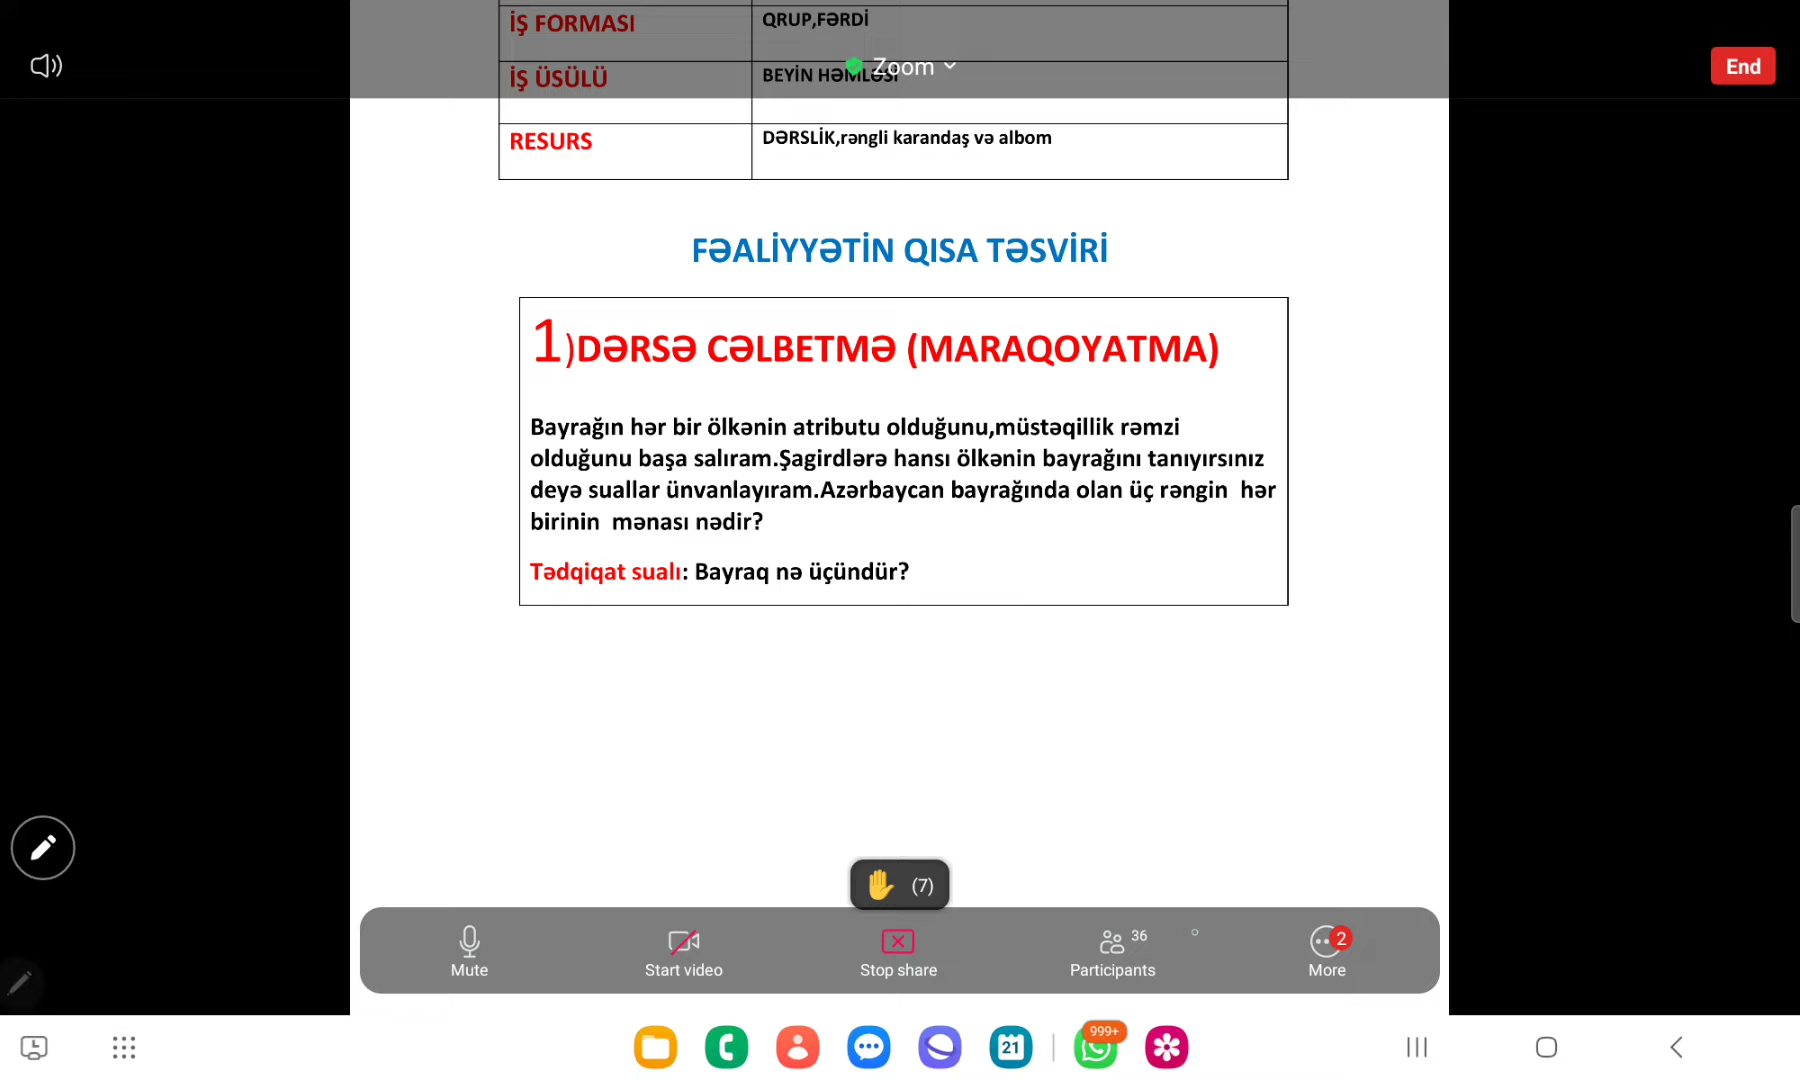 İŞ FORMASI
QRUP,FƏRDİ
Zoom
End
İŞ ÜSÜLÜ
BEYİN HƏMLƏSİ
RESURS
DƏRSLİK,rəngli karandaş və albom
FƏALİYYƏTİN QISA TƏSVİRİ
1)DƏRSƏ CƏLBETMƏ (MARAQOYATMA)
Bayrağın hər bir ölkənin atributu olduğunu,müstəqillik rəmzi
olduğunu başa salıram.Şagirdlərə hansı ölkənin bayrağını tanıyırsınız
deyə suallar ünvanlayıram.Azərbaycan bayrağında olan üç rəngin hər
birinin mənası nədir?
Tədqiqat sualı: Bayraq nə üçündür?
(7)
36
2
Mute
Start video
Stop share
Participants
More
21
999+